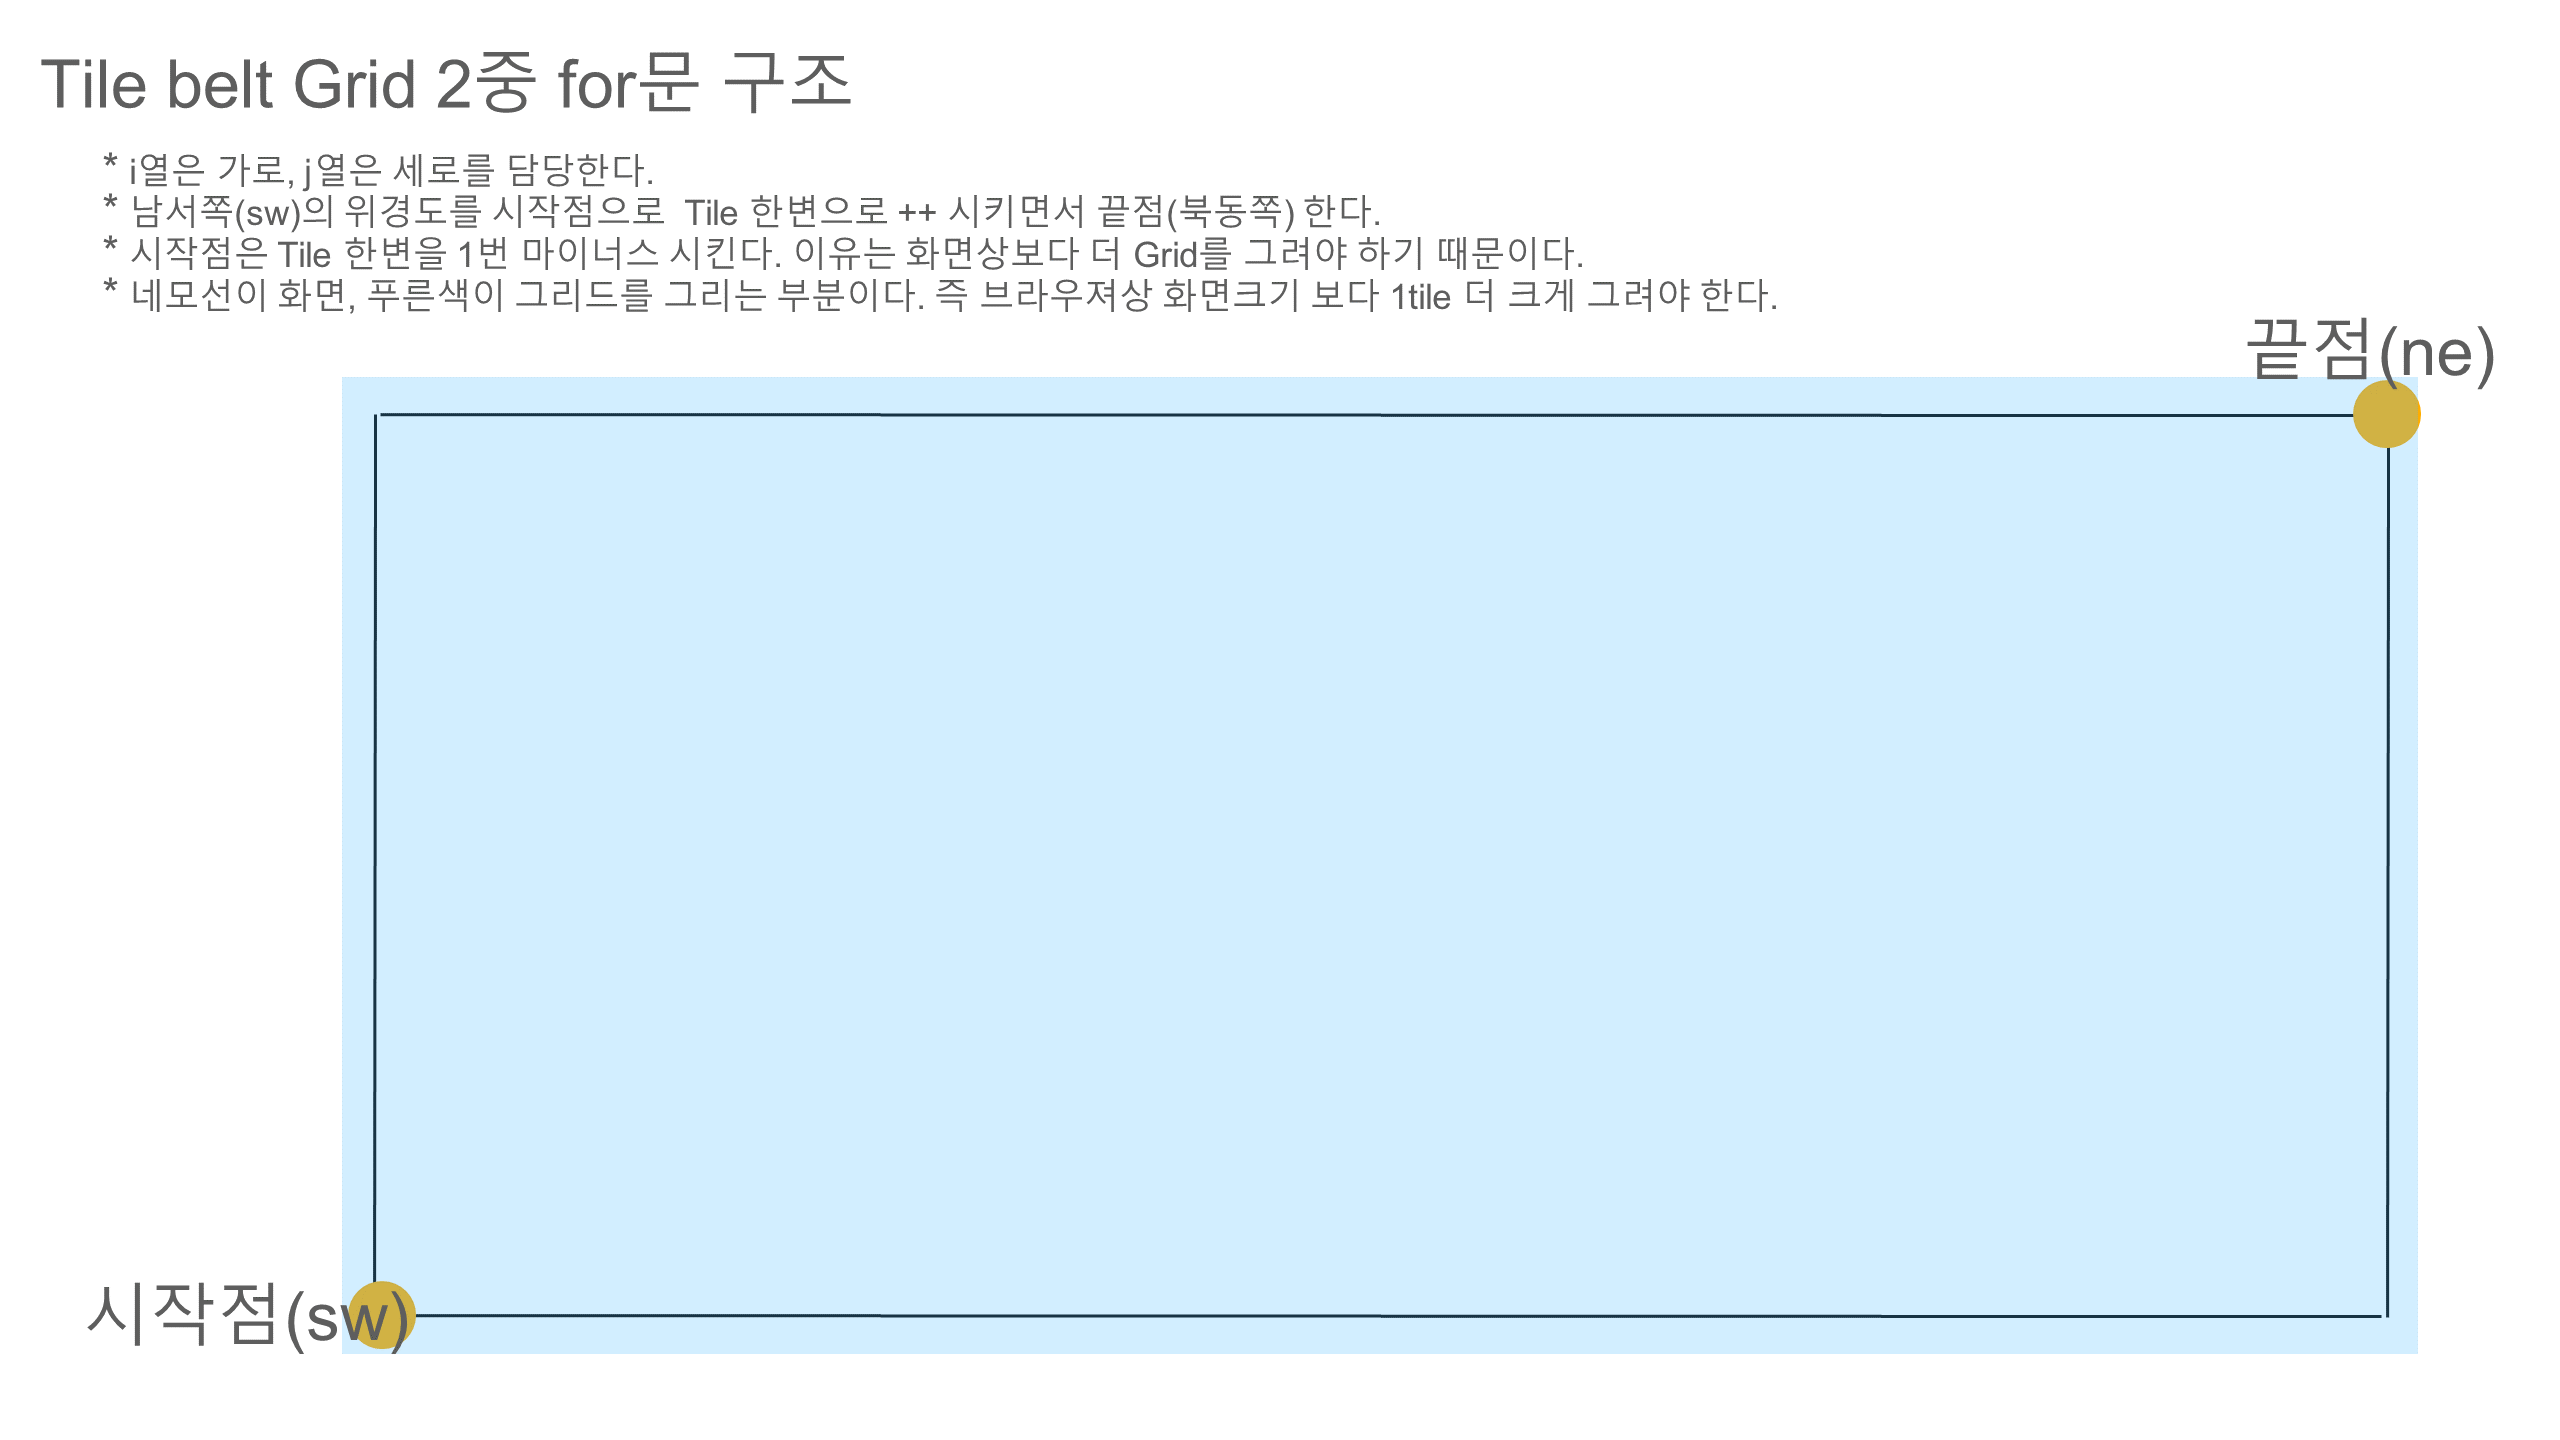 Tile belt Grid 2중 for문 구조
* i열은 가로, j열은 세로를 담당한다.
* 남서쪽(sw)의 위경도를 시작점으로  Tile 한변으로 ++ 시키면서 끝점(북동쪽) 한다.
* 시작점은 Tile 한변을 1번 마이너스 시킨다. 이유는 화면상보다 더 Grid를 그려야 하기 때문이다.
* 네모선이 화면, 푸른색이 그리드를 그리는 부분이다. 즉 브라우져상 화면크기 보다 1tile 더 크게 그려야 한다.
끝점(ne)
시작점(sw)